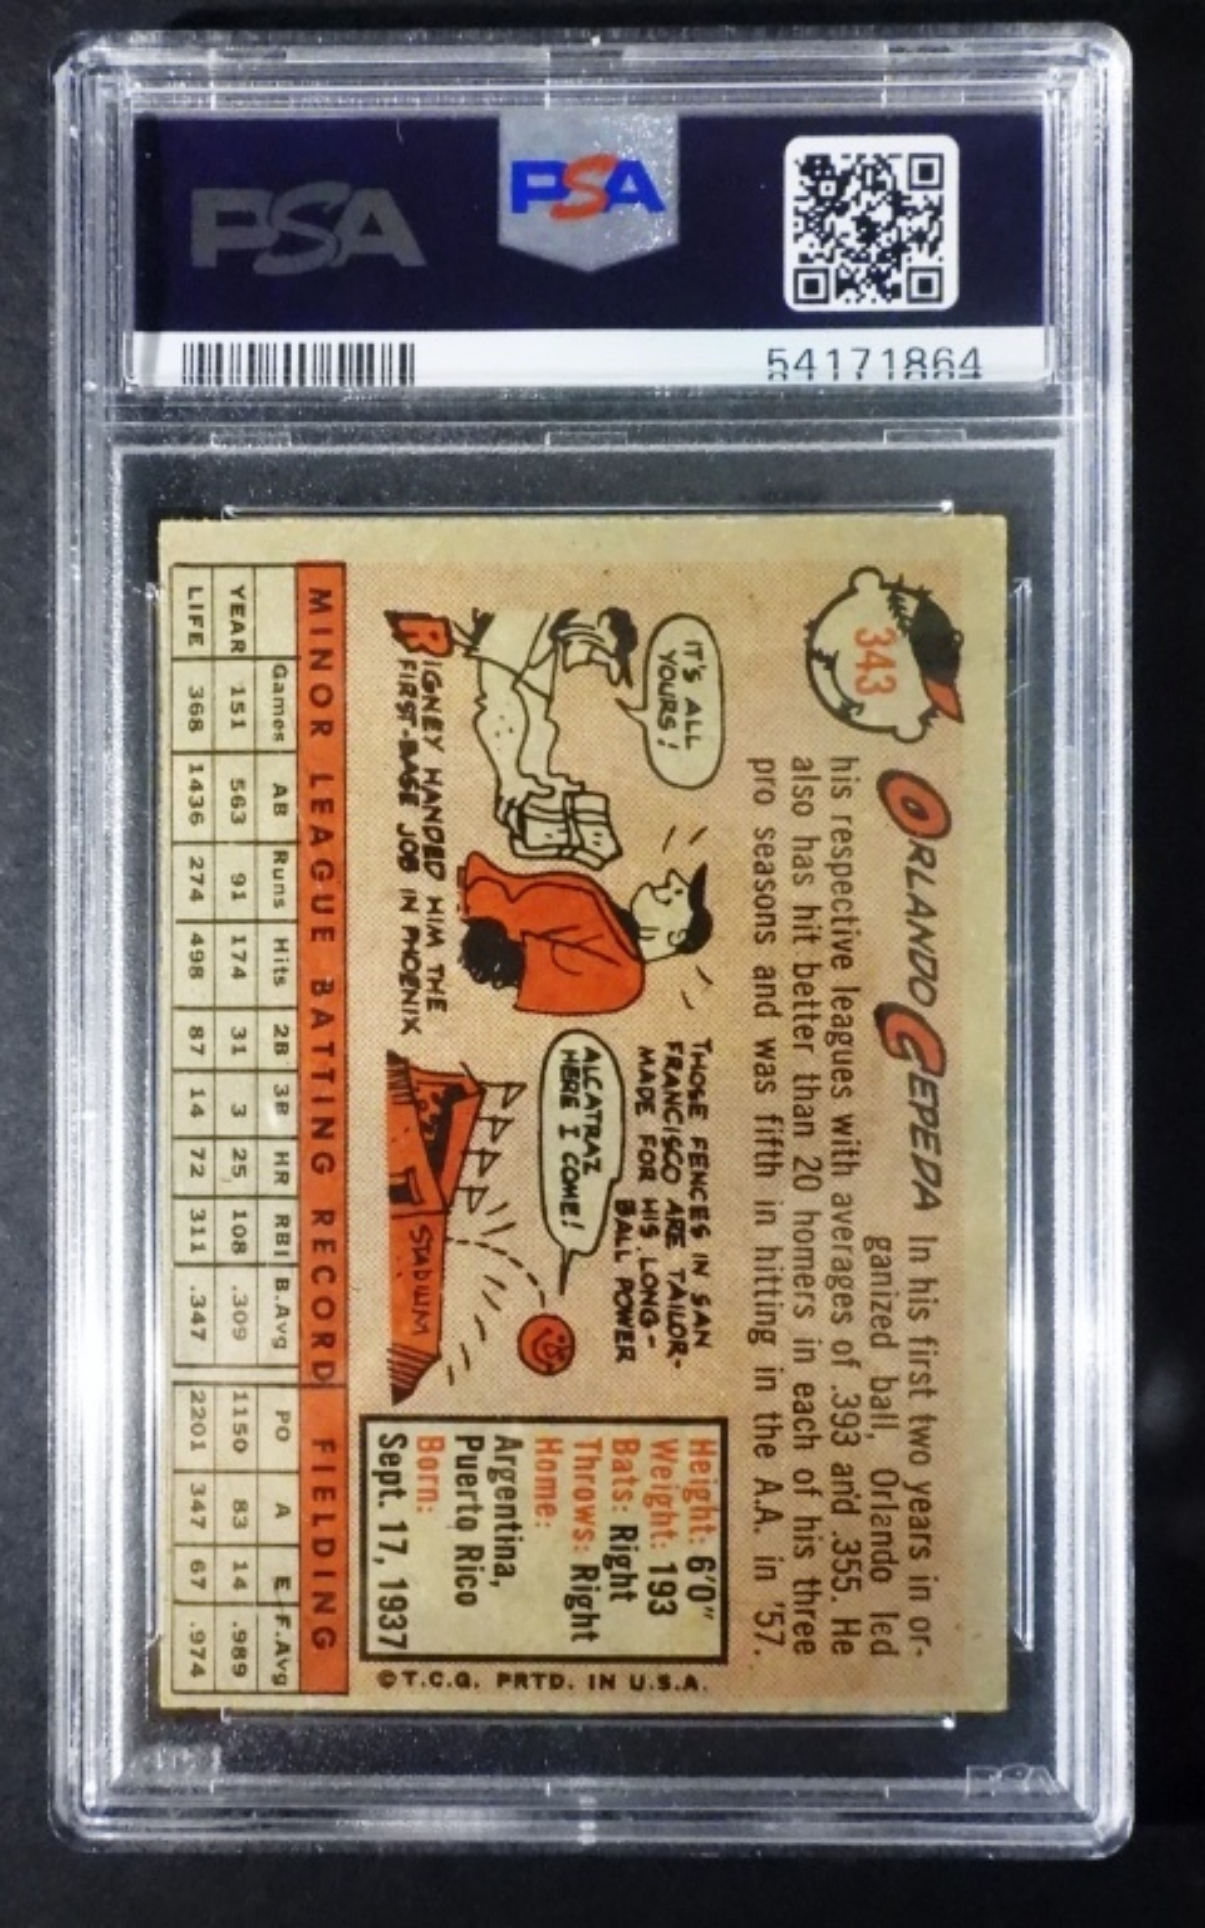 PSA
PSA
54171864
343
ORLANDO CEPEDA In his first two years in or-
ganized ball, Orlando led
his respective leagues with averages of .393 and .355. He
also has hit better than 20 homers in each of his three
pro seasons and was fifth in hitting in the A.A. in '57.
IT'S ALL
YOURS!
RIGNEY HANDED HIM THE
FIRST-BASE JOB IN PHOENIX
THOSE FENCES IN SAN
FRANCISCO ARE TAILOR-
MADE FOR HIS LONG-
BALL POWER
ALCATRAZ
HERE I COME!
STADIUM
Height: 6'0"
Weight: 193
Bats: Right
Throws: Right
Home:
Argentina,
Puerto Rico
Born:
Sept. 17, 1937
©T.C.G. PRTD. IN U.S.A.
MINOR LEAGUE BATTING RECORD FIELDING
Games AB Runs Hits 2B 3B HR RBI B.Avg PO A E F.Avg
YEAR 151 563 91 174 31 3 25 108 .309 1150 83 14 .989
LIFE 368 1436 274 498 87 14 72 311 .347 2201 347 67 .974
PSA